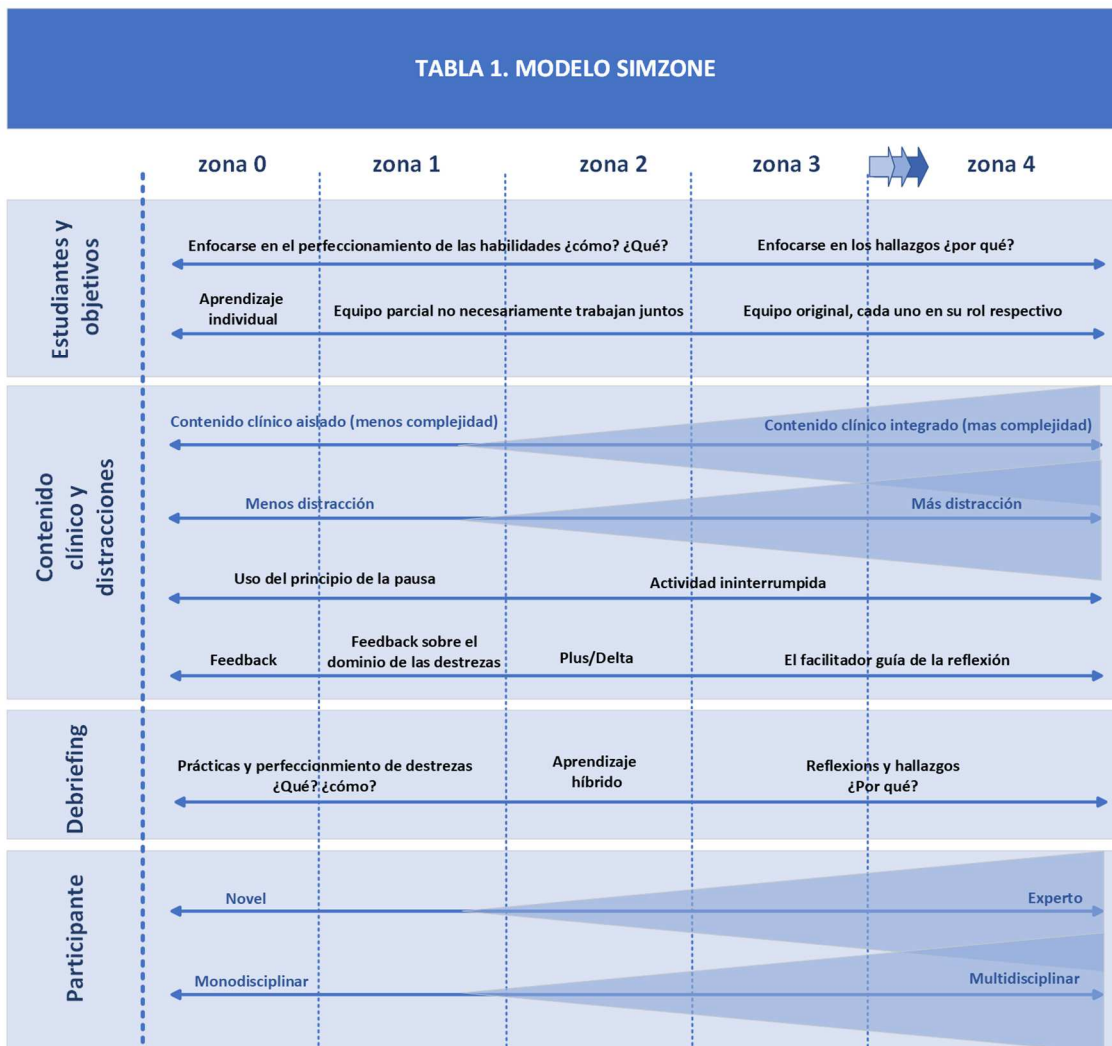 TABLA 1. MODELO SIMZONE
zona 0
zona 1
zona 2
zona 3
zona 4
Estudiantes y
objetivos
Enfocarse en el perfeccionamiento de las habilidades ¿cómo? ¿Qué?
Enfocarse en los hallazgos ¿por qué?
Aprendizaje
individual
Equipo parcial no necesariamente trabajan juntos
Equipo original, cada uno en su rol respectivo
Contenido
clínico y
distracciones
Contenido clínico aislado (menos complejidad)
Contenido clínico integrado (mas complejidad)
Menos distracción
Más distracción
Uso del principio de la pausa
Actividad ininterrumpida
Feedback
Feedback sobre el
dominio de las destrezas
Plus/Delta
El facilitador guía de la reflexión
Debriefing
Prácticas y perfeccionmiento de destrezas
¿Qué? ¿cómo?
Aprendizaje
híbrido
Reflexions y hallazgos
¿Por qué?
Participante
Novel
Experto
Monodisciplinar
Multidisciplinar